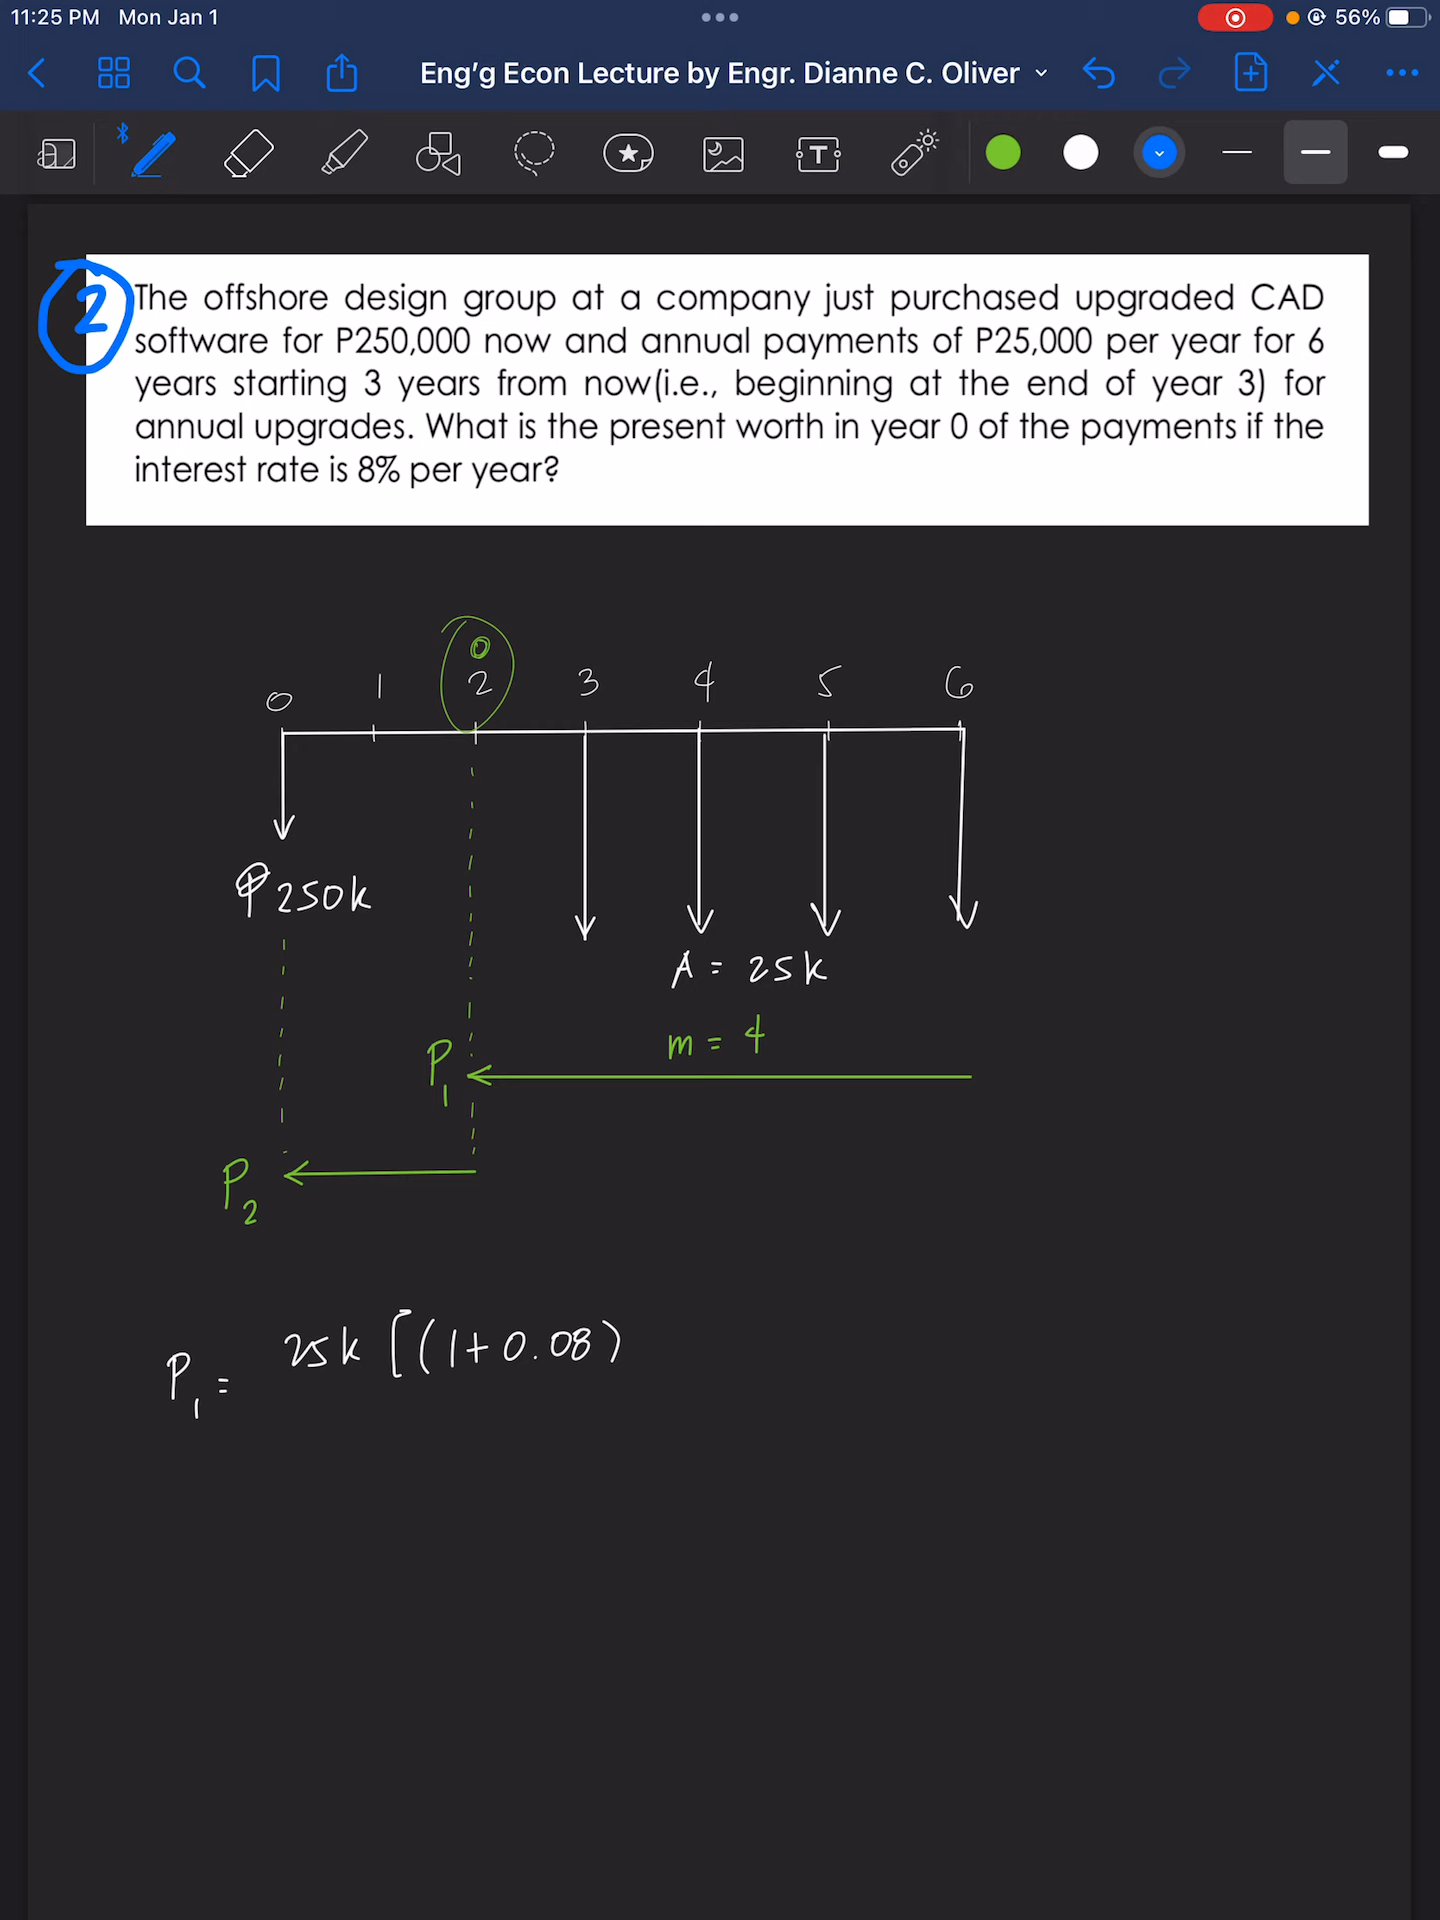 11:25 PM Mon Jan 1
56%
Eng'g Econ Lecture by Engr. Dianne C. Oliver
T
2
The offshore design group at a company just purchased upgraded CAD
software for P250,000 now and annual payments of P25,000 per year for 6
years starting 3 years from now(i.e., beginning at the end of year 3) for
annual upgrades. What is the present worth in year 0 of the payments if the
interest rate is 8% per year?
0
0 1 2 3 4 5 6
₱250k
A = 25k
m = 4
P1
P2
P1 = 25k [(1+0.08)